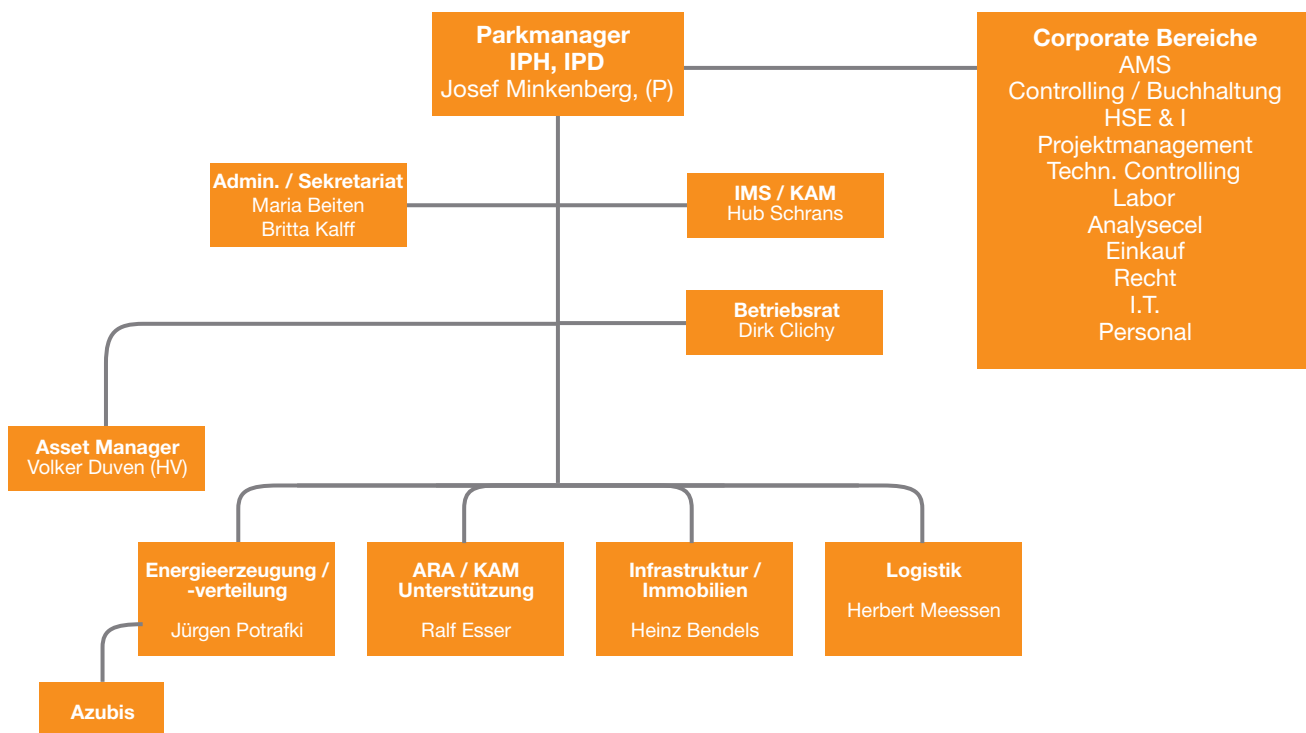 Parkmanager
IPH, IPD
Josef Minkenberg, (P)
Corporate Bereiche
AMS
Controlling / Buchhaltung
HSE & I
Projektmanagement
Techn. Controlling
Labor
Analysecel
Einkauf
Recht
I.T.
Personal
Admin. / Sekretariat
Maria Beiten
Britta Kalff
IMS / KAM
Hub Schrans
Betriebsrat
Dirk Clichy
Asset Manager
Volker Duven (HV)
Energieerzeugung /
-verteilung
Jürgen Potrafki
ARA / KAM
Unterstützung
Ralf Esser
Infrastruktur /
Immobilien
Heinz Bendels
Logistik
Herbert Meessen
Azubis